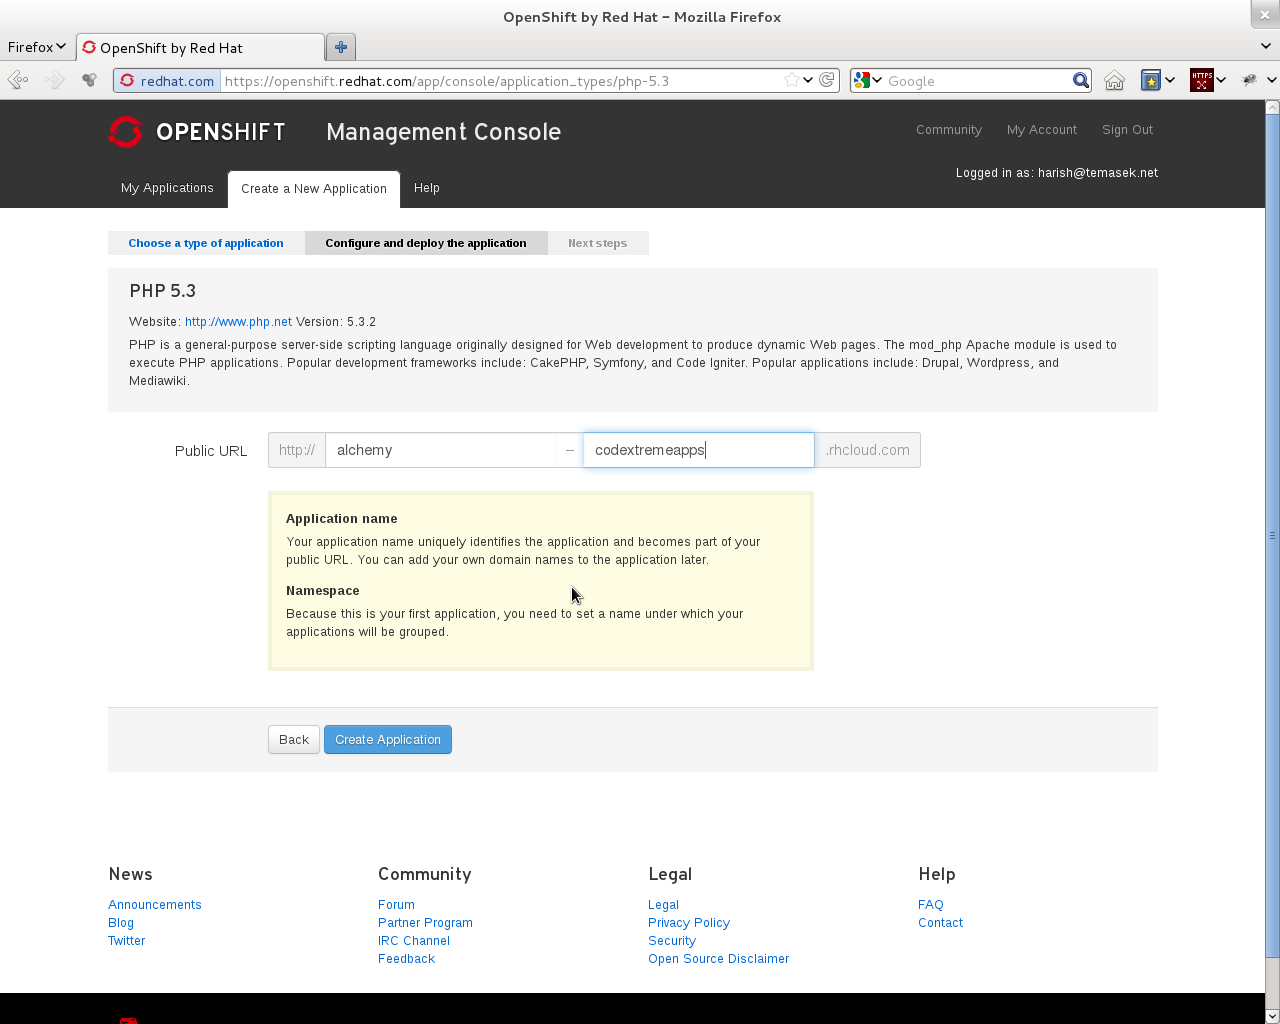 OpenShift by Red Hat – Mozilla Firefox
Firefox
OpenShift by Red Hat
redhat.com https://openshift.redhat.com/app/console/application_types/php-5.3
Google
HTTPS
OPENSHIFT Management Console
Community My Account Sign Out
Logged in as: harish@temasek.net
My Applications Create a New Application Help
Choose a type of application Configure and deploy the application Next steps
PHP 5.3
Website: http://www.php.net Version: 5.3.2
PHP is a general-purpose server-side scripting language originally designed for Web development to produce dynamic Web pages. The mod_php Apache module is used to
execute PHP applications. Popular development frameworks include: CakePHP, Symfony, and Code Igniter. Popular applications include: Drupal, Wordpress, and
Mediawiki.
Public URL http:// alchemy – codextremeapps .rhcloud.com
Application name
Your application name uniquely identifies the application and becomes part of your
public URL. You can add your own domain names to the application later.
Namespace
Because this is your first application, you need to set a name under which your
applications will be grouped.
Back Create Application
News Community Legal Help
Announcements Forum Legal FAQ
Blog Partner Program Privacy Policy Contact
Twitter IRC Channel Security
Feedback Open Source Disclaimer